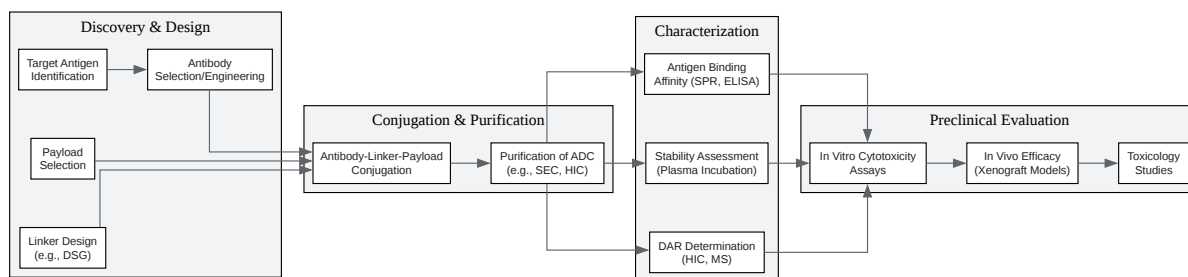 Discovery & Design
Target Antigen
Identification
Antibody
Selection/Engineering
Payload
Selection
Linker Design
(e.g., DSG)
Conjugation & Purification
Antibody-Linker-Payload
Conjugation
Purification of ADC
(e.g., SEC, HIC)
Characterization
Antigen Binding
Affinity (SPR, ELISA)
Stability Assessment
(Plasma Incubation)
DAR Determination
(HIC, MS)
Preclinical Evaluation
In Vitro Cytotoxicity
Assays
In Vivo Efficacy
(Xenograft Models)
Toxicology
Studies